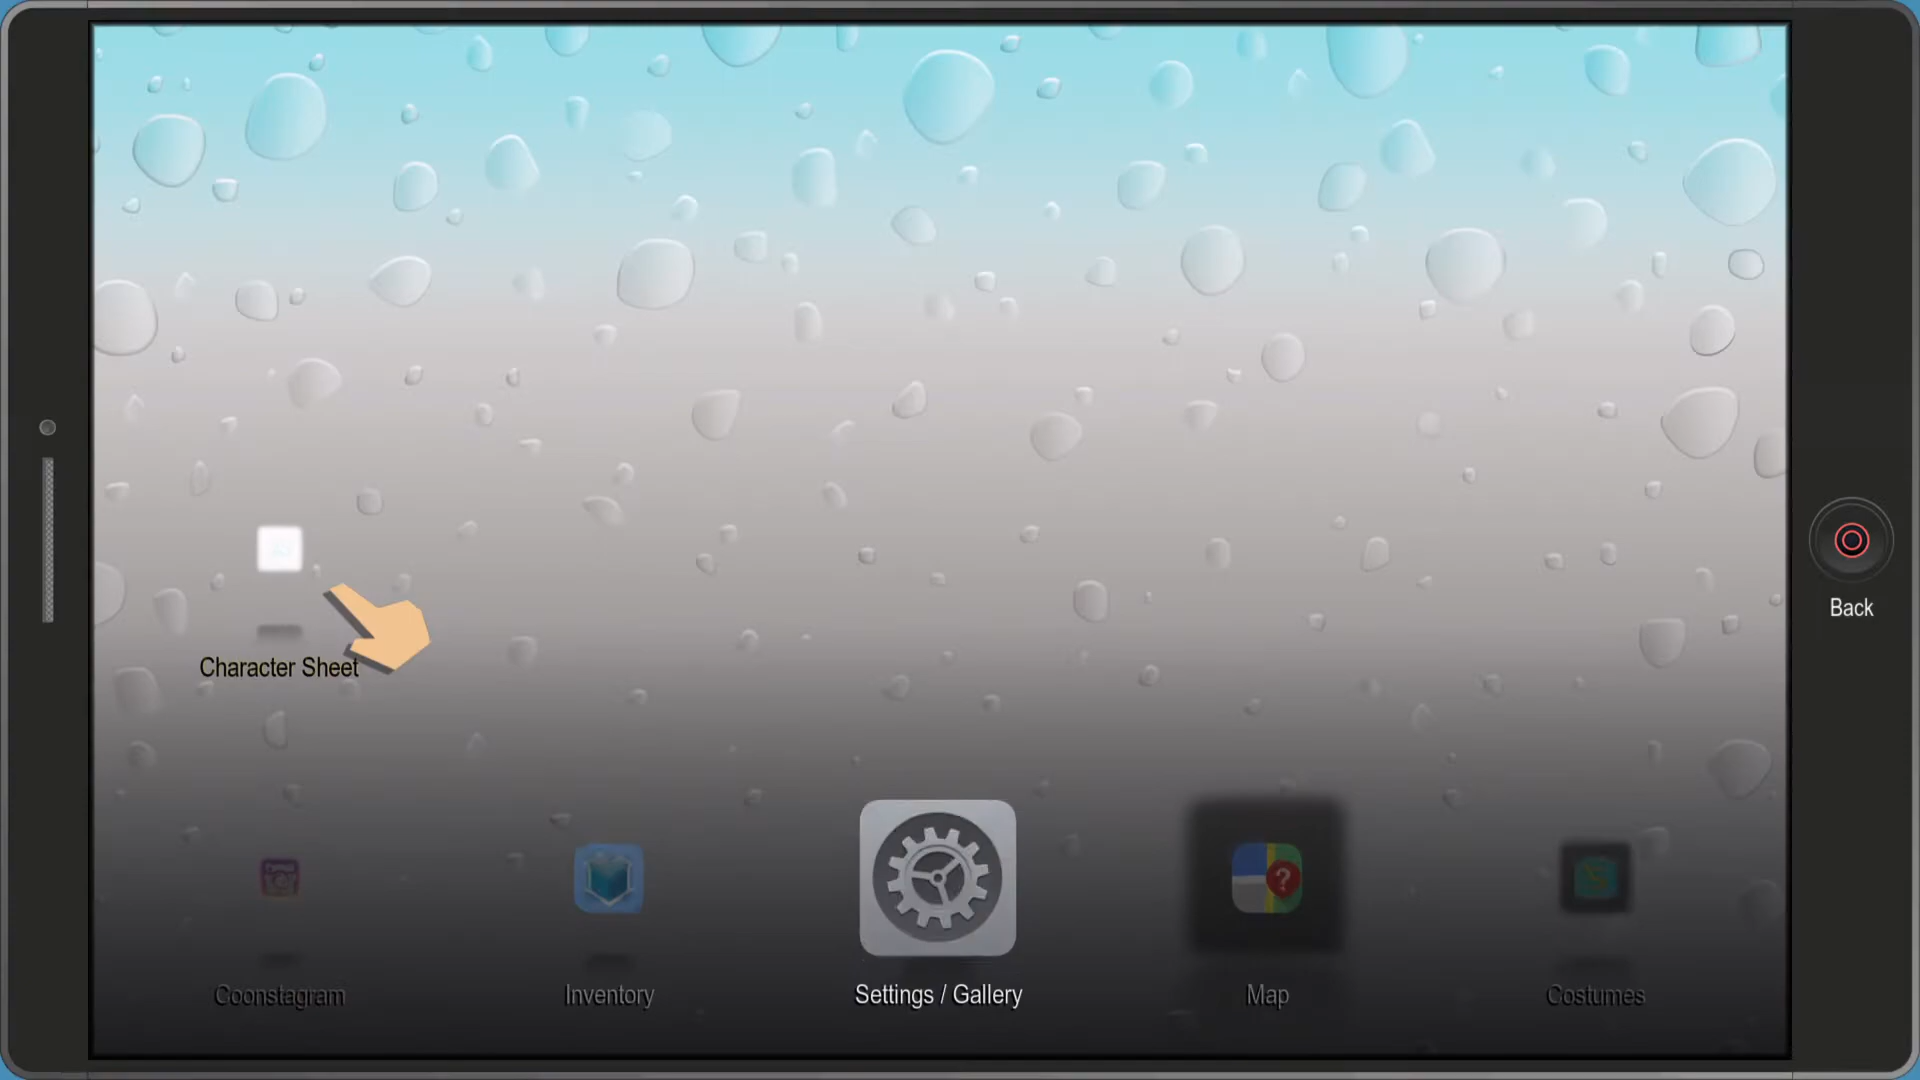 Back
Character Sheet
Coonstagram
Inventory
Settings / Gallery
Map
Costumes
?